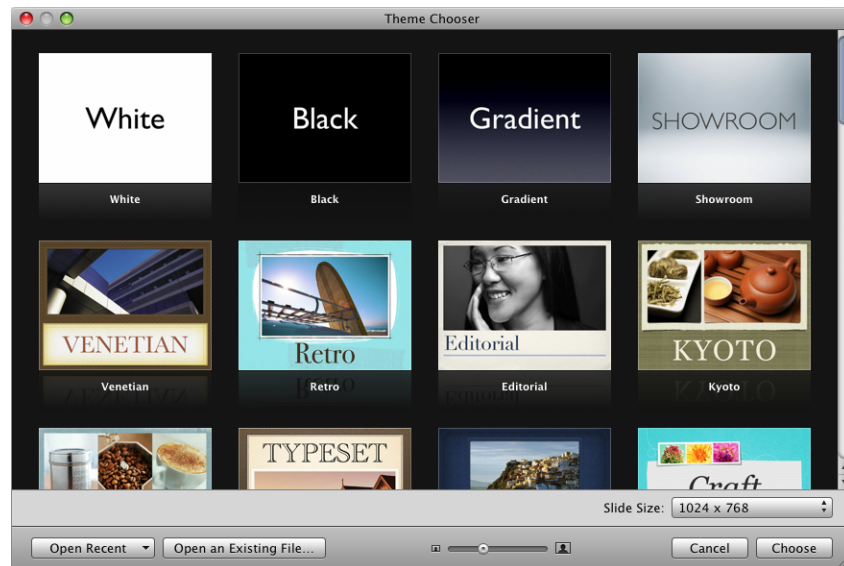 Theme Chooser
White
Black
Gradient
SHOWROOM
White
Black
Gradient
Showroom
VENETIAN
Retro
Editorial
KYOTO
Venetian
Retro
Editorial
Kyoto
TYPESET
Craft
Slide Size: 1024 x 768
Open Recent
Open an Existing File...
Cancel
Choose